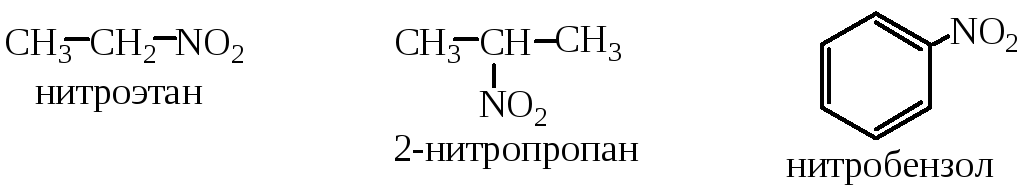 CH₃–CH₂–NO₂
нитроэтан
CH₃–CH–CH₃
NO₂
2-нитропропан
NO₂
нитробензол